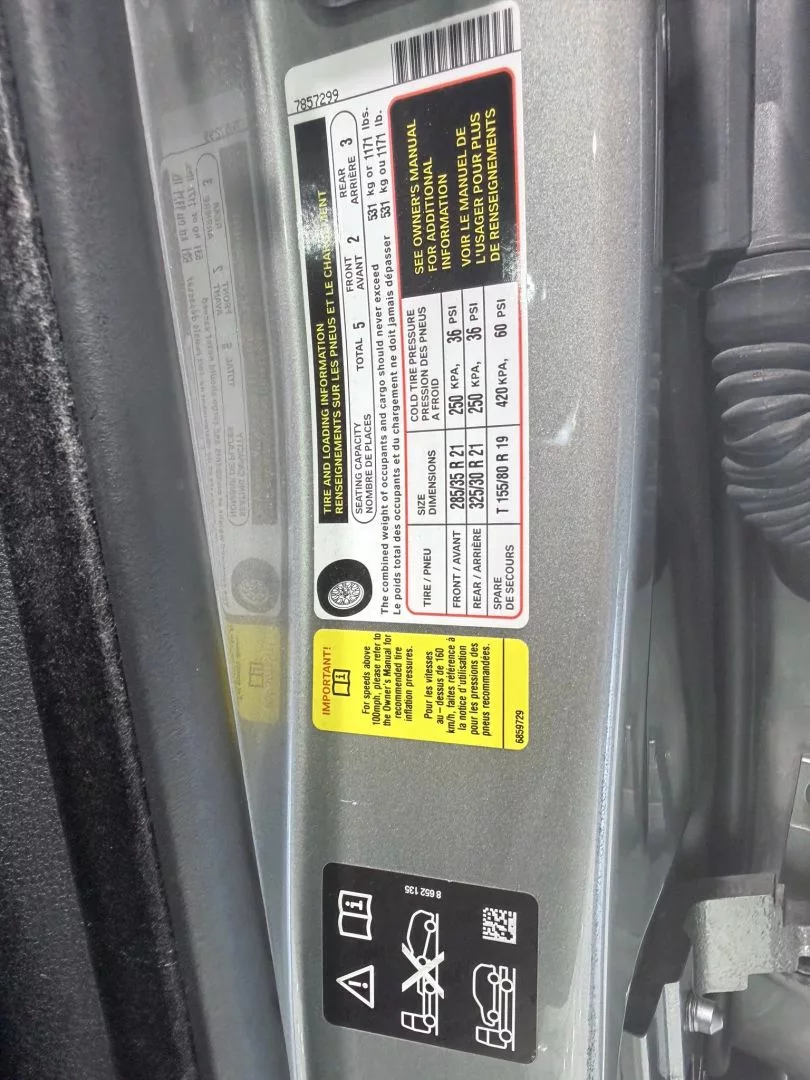 7857299
TIRE AND LOADING INFORMATION
RENSEIGNEMENTS SUR LES PNEUS ET LE CHARGEMENT
SEATING CAPACITY
NOMBRE DE PLACES
TOTAL 5
FRONT
AVANT 2
REAR
ARRIÈRE 3
The combined weight of occupants and cargo should never exceed 531 kg or 1171 lbs.
Le poids total des occupants et du chargement ne doit jamais dépasser 531 kg ou 1171 lb.
TIRE / PNEU
SIZE
DIMENSIONS
COLD TIRE PRESSURE
PRESSION DES PNEUS
A FROID
FRONT / AVANT 285/35 R 21 250 KPA, 36 PSI
REAR / ARRIÈRE 325/30 R 21 250 KPA, 36 PSI
SPARE
DE SECOURS
T 155/80 R 19 420 KPA, 60 PSI
SEE OWNER'S MANUAL
FOR ADDITIONAL
INFORMATION
VOIR LE MANUEL DE
L'USAGER POUR PLUS
DE RENSEIGNEMENTS
IMPORTANT!
For speeds above
100mph, please refer to
the Owner's Manual for
recommended tire
inflation pressures.
Pour les vitesses
au – dessus de 160
km/h, faites référence à
la notice d'utilisation
pour les pressions des
pneus recommandées.
6859729
8 652 135